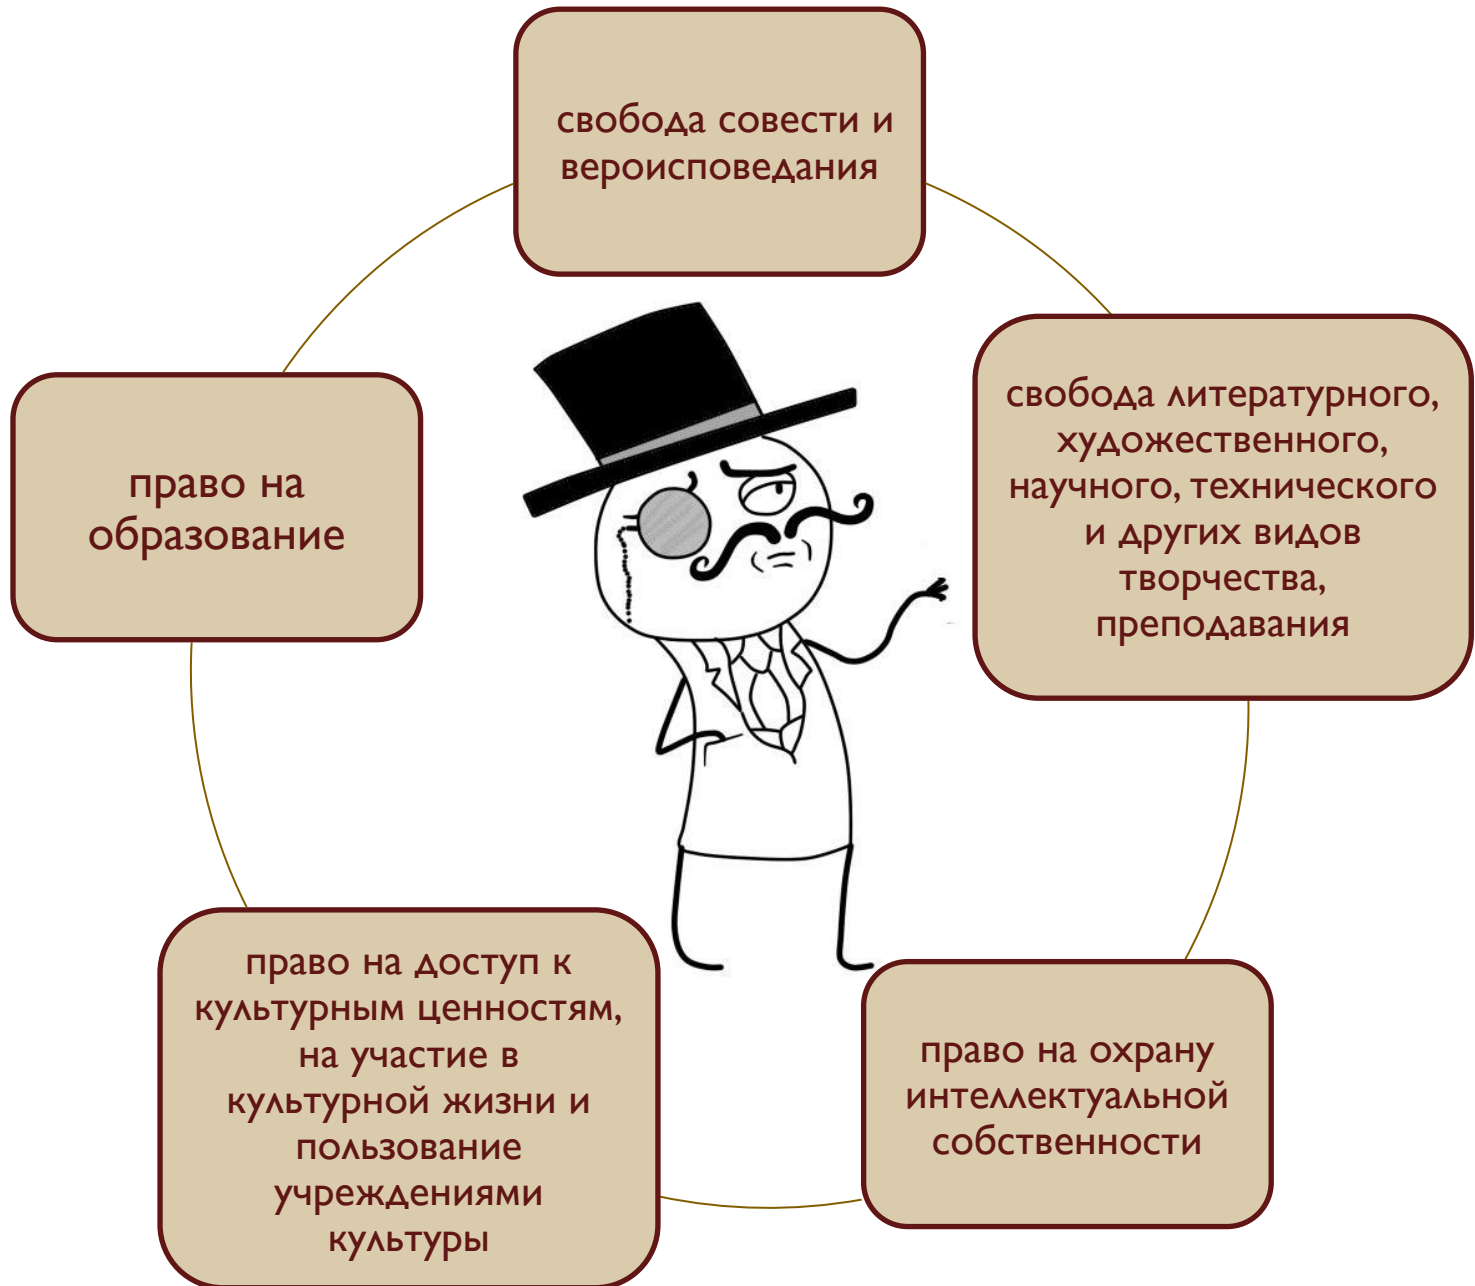 свобода совести и
вероисповедания
свобода литературного,
художественного,
научного, технического
и других видов
творчества,
преподавания
право на охрану
интеллектуальной
собственности
право на доступ к
культурным ценностям,
на участие в
культурной жизни и
пользование
учреждениями
культуры
право на
образование